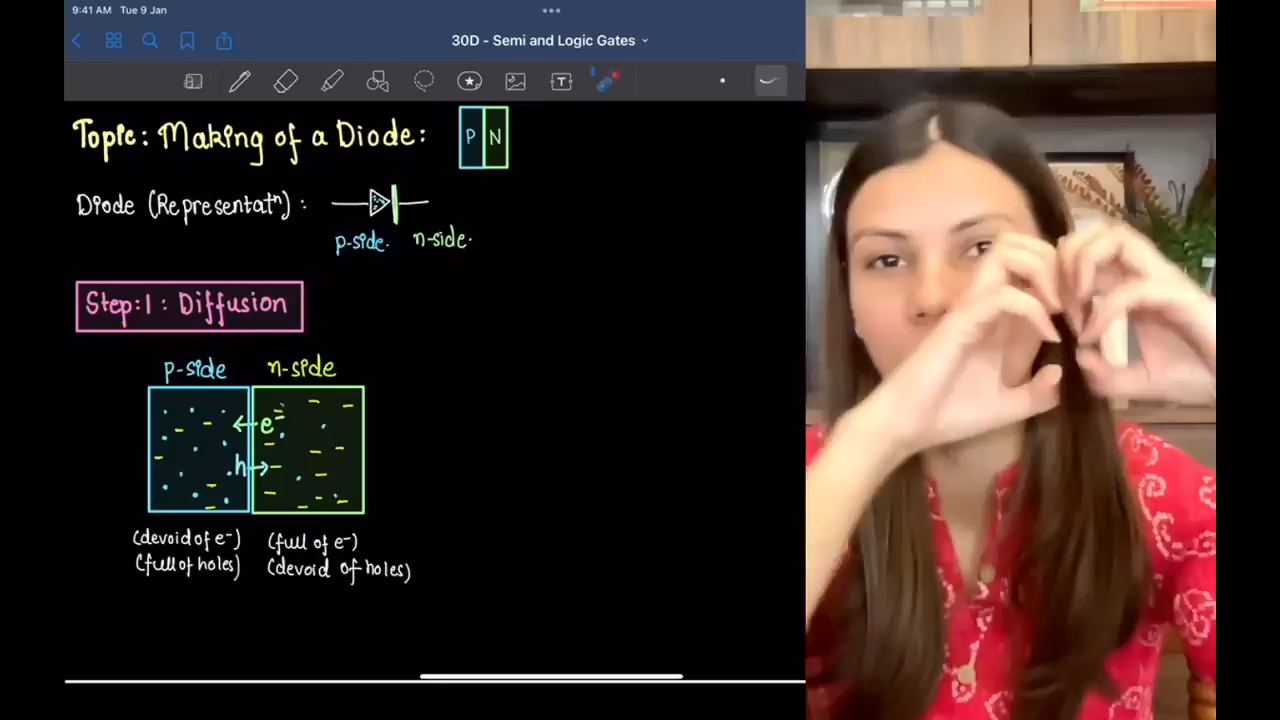 9:41 AM Tue 9 Jan
30D - Semi and Logic Gates
T
Topic: Making of a Diode:
P N
Diode (Representatⁿ) :
p-side. n-side.
Step:1 : Diffusion
p-side n-side
← e⁻
h →
(devoid of e⁻) (full of e⁻)
(full of holes) (devoid of holes)